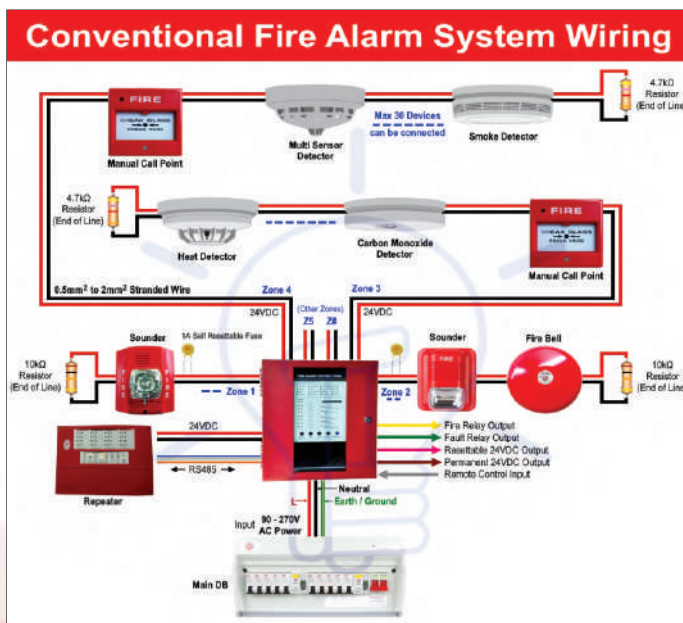 Conventional Fire Alarm System Wiring
4.7kΩ
Resistor
(End of Line)
FIRE
Max 30 Devices
can be connected
Multi Sensor
Detector
Smoke Detector
Manual Call Point
4.7kΩ
Resistor
(End of Line)
FIRE
Heat Detector
Carbon Monoxide
Detector
Manual Call Point
0.5mm² to 2mm² Stranded Wire
Zone 4
Zone 3
24VDC
(Other Zones)
24VDC
Z5
Z8
Sounder
Self Resettable Fuse
Sounder
Fire Bell
10kΩ
Resistor
(End of Line)
FIRE
FIRE
FIRE
10kΩ
Resistor
(End of Line)
Zone 1
Zone 2
24VDC
RS485
Repeater
Fire Relay Output
Fault Relay Output
Resettable 24VDC Output
Permanent 24VDC Output
Remote Control Input
L
Neutral
Earth / Ground
Input
90 - 270V
AC Power
Main DB